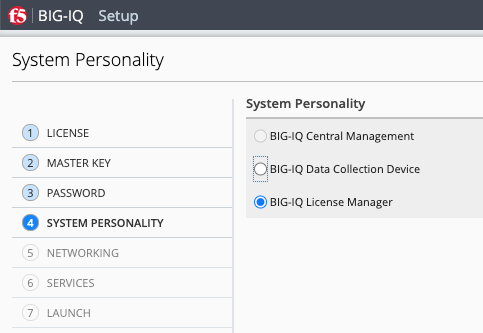 f5 BIG-IQ Setup
System Personality
1 LICENSE
2 MASTER KEY
3 PASSWORD
4 SYSTEM PERSONALITY
5 NETWORKING
6 SERVICES
7 LAUNCH
System Personality
BIG-IQ Central Management
BIG-IQ Data Collection Device
BIG-IQ License Manager